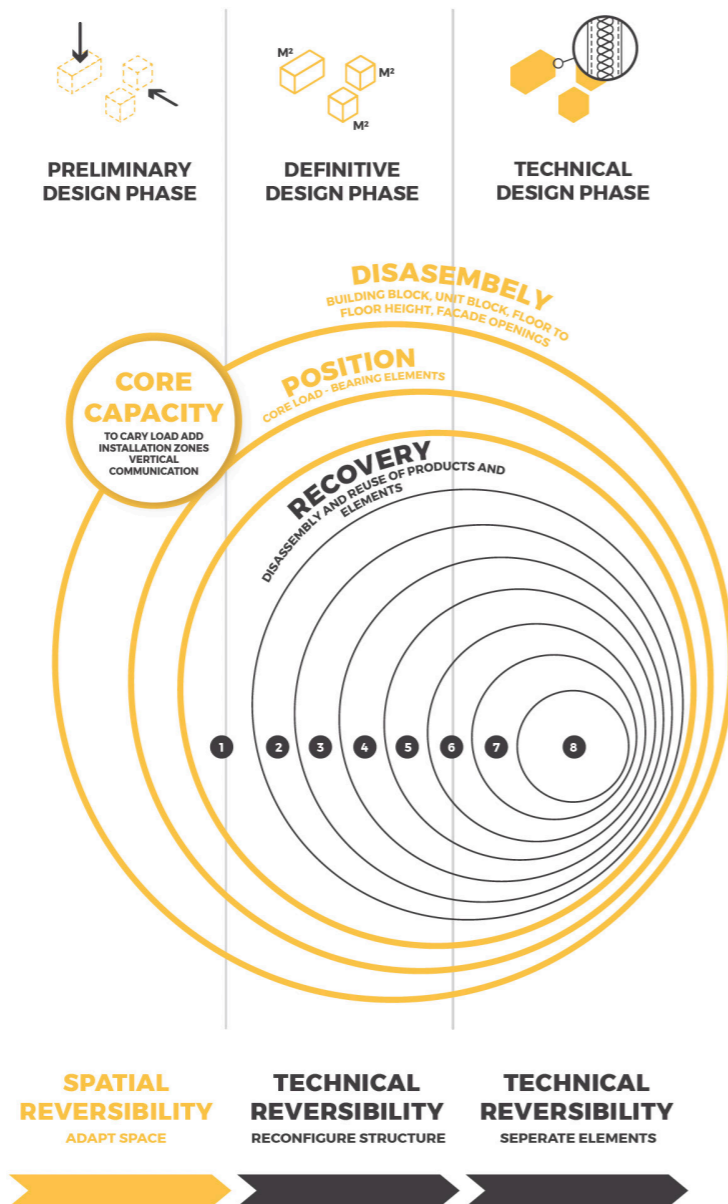 M²
M²
M²
PRELIMINARY
DESIGN PHASE
DEFINITIVE
DESIGN PHASE
TECHNICAL
DESIGN PHASE
DISASEMBELY
BUILDING BLOCK, UNIT BLOCK, FLOOR TO
FLOOR HEIGHT, FACADE OPENINGS
POSITION
CORE LOAD - BEARING ELEMENTS
CORE
CAPACITY
TO CARY LOAD ADD
INSTALLATION ZONES
VERTICAL
COMMUNICATION
RECOVERY
DISASSEMBLY AND REUSE OF PRODUCTS AND
ELEMENTS
1 2 3 4 5 6 7 8
SPATIAL
REVERSIBILITY
ADAPT SPACE
TECHNICAL
REVERSIBILITY
RECONFIGURE STRUCTURE
TECHNICAL
REVERSIBILITY
SEPERATE ELEMENTS